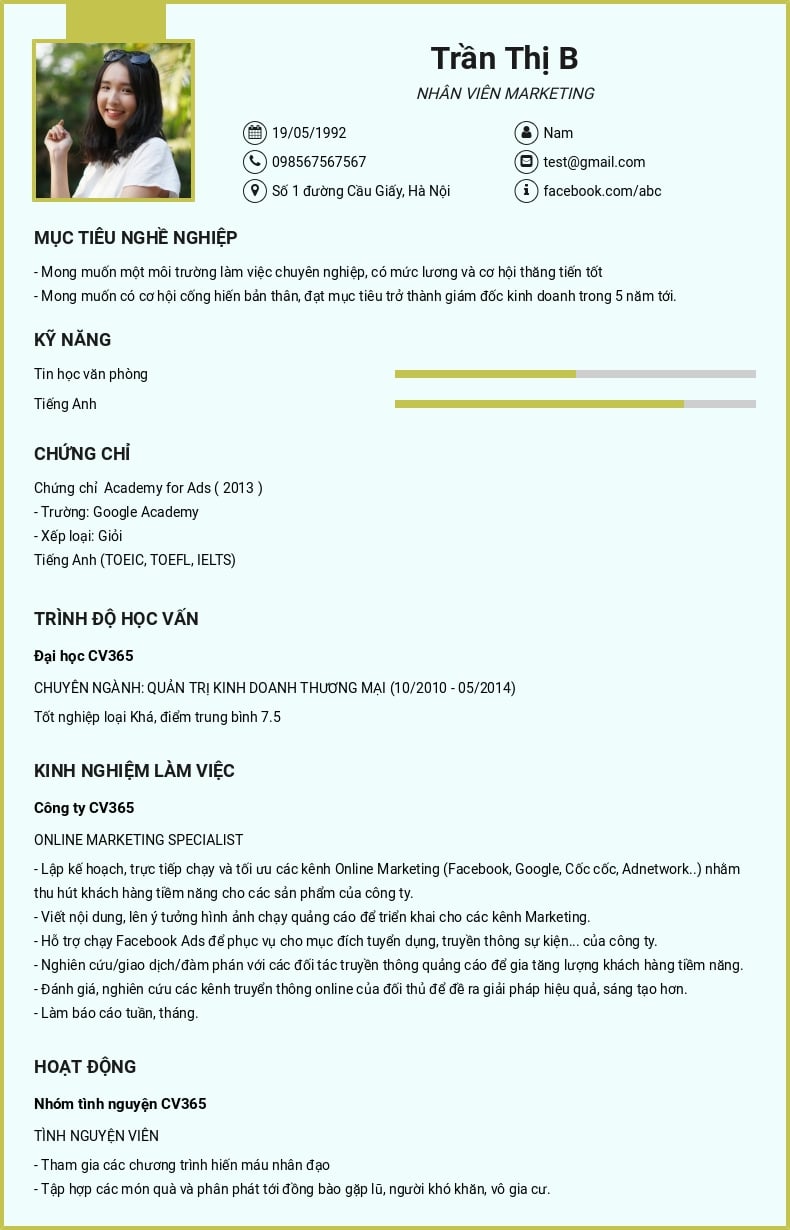 Trần Thị B
NHÂN VIÊN MARKETING
19/05/1992
Nam
098567567567
test@gmail.com
Số 1 đường Cầu Giấy, Hà Nội
facebook.com/abc
MỤC TIÊU NGHỀ NGHIỆP
- Mong muốn một môi trường làm việc chuyên nghiệp, có mức lương và cơ hội thăng tiến tốt
- Mong muốn có cơ hội cống hiến bản thân, đạt mục tiêu trở thành giám đốc kinh doanh trong 5 năm tới.
KỸ NĂNG
Tin học văn phòng
Tiếng Anh
CHỨNG CHỈ
Chứng chỉ  Academy for Ads ( 2013 )
- Trường: Google Academy
- Xếp loại: Giỏi
Tiếng Anh (TOEIC, TOEFL, IELTS)
TRÌNH ĐỘ HỌC VẤN
Đại học CV365
CHUYÊN NGÀNH: QUẢN TRỊ KINH DOANH THƯƠNG MẠI (10/2010 - 05/2014)
Tốt nghiệp loại Khá, điểm trung bình 7.5
KINH NGHIỆM LÀM VIỆC
Công ty CV365
ONLINE MARKETING SPECIALIST
- Lập kế hoạch, trực tiếp chạy và tối ưu các kênh Online Marketing (Facebook, Google, Cốc cốc, Adnetwork..) nhằm
thu hút khách hàng tiềm năng cho các sản phẩm của công ty.
- Viết nội dung, lên ý tưởng hình ảnh chạy quảng cáo để triển khai cho các kênh Marketing.
- Hỗ trợ chạy Facebook Ads để phục vụ cho mục đích tuyển dụng, truyền thông sự kiện... của công ty.
- Nghiên cứu/giao dịch/đàm phán với các đối tác truyền thông quảng cáo để gia tăng lượng khách hàng tiềm năng.
- Đánh giá, nghiên cứu các kênh truyển thông online của đối thủ để đề ra giải pháp hiệu quả, sáng tạo hơn.
- Làm báo cáo tuần, tháng.
HOẠT ĐỘNG
Nhóm tình nguyện CV365
TÌNH NGUYỆN VIÊN
- Tham gia các chương trình hiến máu nhân đạo
- Tập hợp các món quà và phân phát tới đồng bào gặp lũ, người khó khăn, vô gia cư.